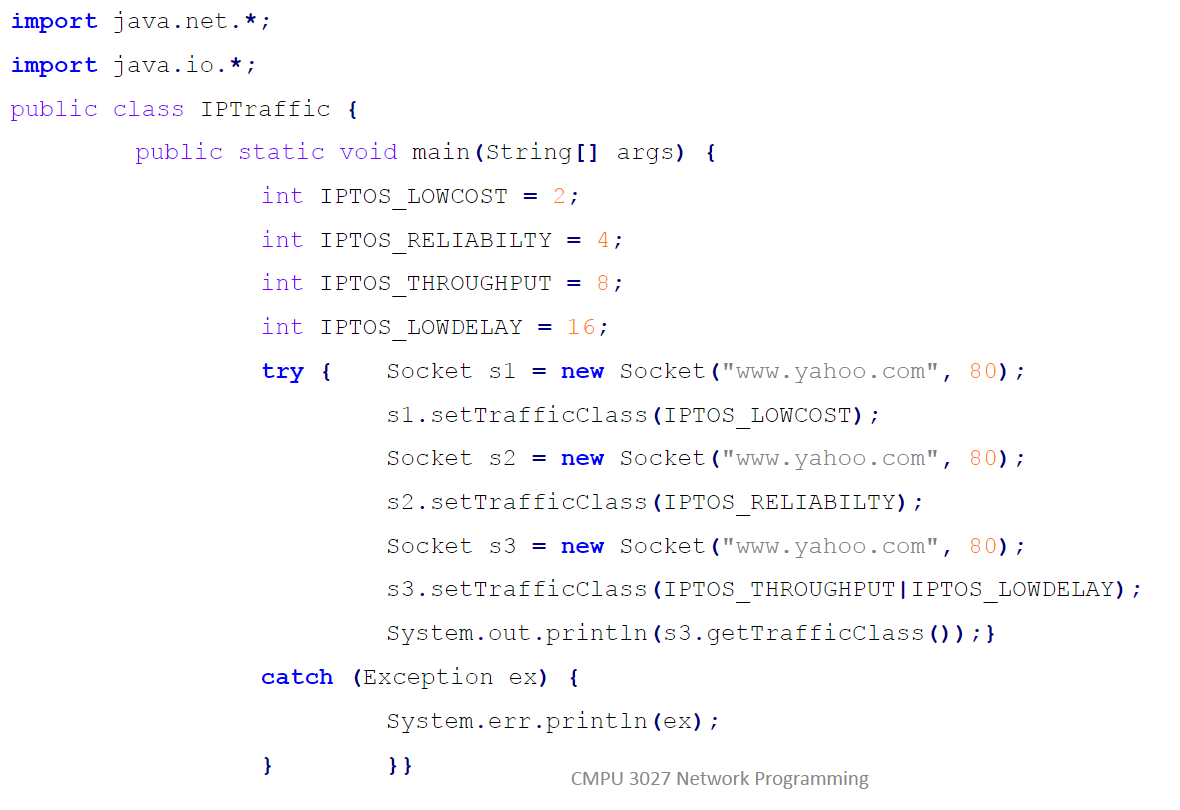 import java.net.*;
import java.io.*;
public class IPTraffic {
public static void main(String[] args) {
int IPTOS_LOWCOST = 2;
int IPTOS_RELIABILTY = 4;
int IPTOS_THROUGHPUT = 8;
int IPTOS_LOWDELAY = 16;
try { Socket s1 = new Socket("www.yahoo.com", 80);
s1.setTrafficClass(IPTOS_LOWCOST);
Socket s2 = new Socket("www.yahoo.com", 80);
s2.setTrafficClass(IPTOS_RELIABILTY);
Socket s3 = new Socket("www.yahoo.com", 80);
s3.setTrafficClass(IPTOS_THROUGHPUT|IPTOS_LOWDELAY);
System.out.println(s3.getTrafficClass());}
catch (Exception ex) {
System.err.println(ex);
} }}
CMPU 3027 Network Programming